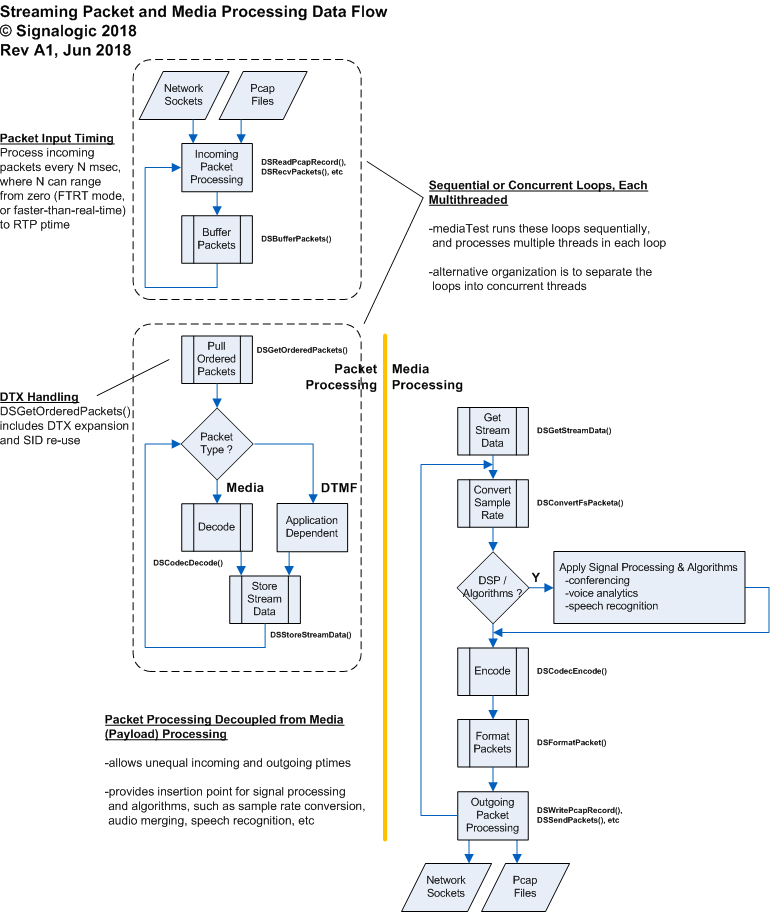 Streaming Packet and Media Processing Data Flow
© Signalogic 2018
Rev A1, Jun 2018
Network
Sockets
Pcap
Files
Packet Input Timing
Process incoming
packets every N msec,
where N can range
from zero (FTRT mode,
or faster-than-real-time)
to RTP ptime
Incoming
Packet
Processing
DSReadPcapRecord(),
DSRecvPackets(), etc
Buffer
Packets
DSBufferPackets()
Sequential or Concurrent Loops, Each
Multithreaded
-mediaTest runs these loops sequentially,
and processes multiple threads in each loop
-alternative organization is to separate the
loops into concurrent threads
Pull
Ordered
Packets
DSGetOrderedPackets()
Packet
Processing
Media
Processing
DTX Handling
DSGetOrderedPackets()
includes DTX expansion
and SID re-use
Packet
Type ?
Media
DTMF
Decode
DSCodecDecode()
Application
Dependent
Store
Stream
Data
DSStoreStreamData()
Get
Stream
Data
DSGetStreamData()
Convert
Sample
Rate
DSConvertFsPacketa()
DSP /
Algorithms ?
Y
Apply Signal Processing & Algorithms
-conferencing
-voice analytics
-speech recognition
Encode
DSCodecEncode()
Format
Packets
DSFormatPacket()
Outgoing
Packet
Processing
DSWritePcapRecord(),
DSSendPackets(), etc
Network
Sockets
Pcap
Files
Packet Processing Decoupled from Media
(Payload) Processing
-allows unequal incoming and outgoing ptimes
-provides insertion point for signal processing
and algorithms, such as sample rate conversion,
audio merging, speech recognition, etc